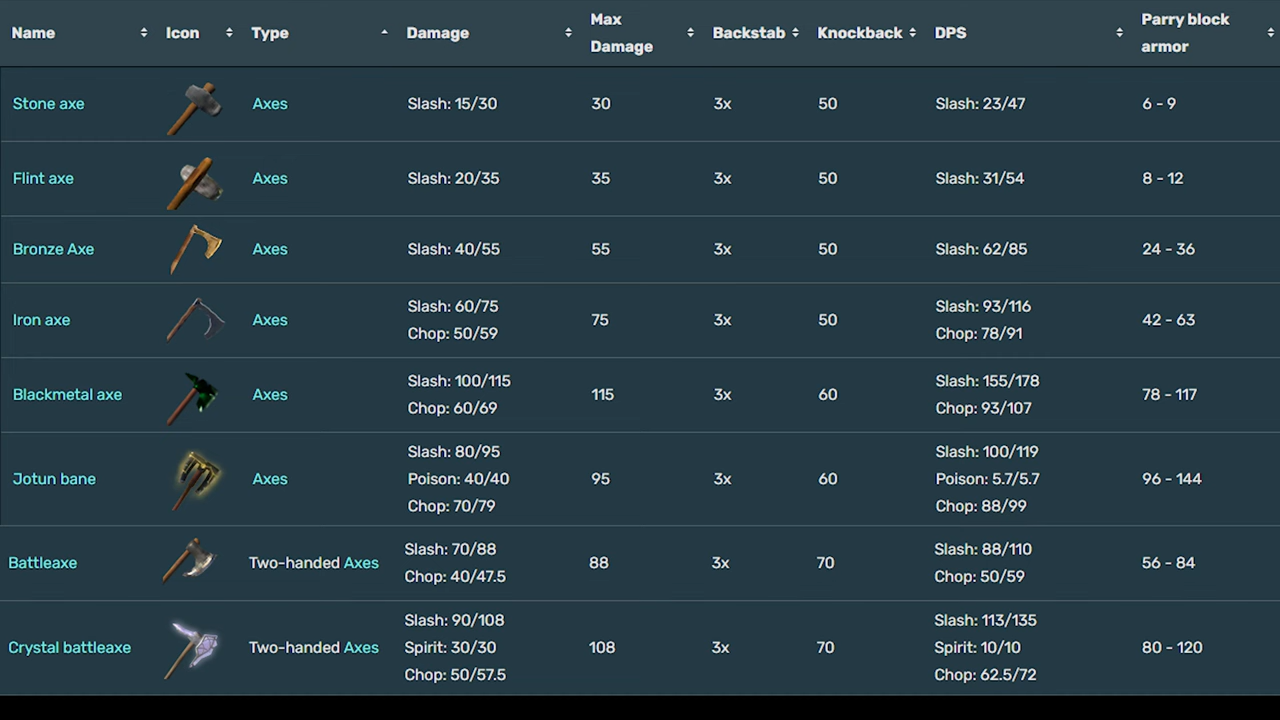 Name Icon Type Damage Max Damage Backstab Knockback DPS Parry block armor
Stone axe Axes Slash: 15/30 30 3x 50 Slash: 23/47 6 - 9
Flint axe Axes Slash: 20/35 35 3x 50 Slash: 31/54 8 - 12
Bronze Axe Axes Slash: 40/55 55 3x 50 Slash: 62/85 24 - 36
Iron axe Axes Slash: 60/75 Chop: 50/59 75 3x 50 Slash: 93/116 Chop: 78/91 42 - 63
Blackmetal axe Axes Slash: 100/115 Chop: 60/69 115 3x 60 Slash: 155/178 Chop: 93/107 78 - 117
Jotun bane Axes Slash: 80/95 Poison: 40/40 Chop: 70/79 95 3x 60 Slash: 100/119 Poison: 5.7/5.7 Chop: 88/99 96 - 144
Battleaxe Two-handed Axes Slash: 70/88 Chop: 40/47.5 88 3x 70 Slash: 88/110 Chop: 50/59 56 - 84
Crystal battleaxe Two-handed Axes Slash: 90/108 Spirit: 30/30 Chop: 50/57.5 108 3x 70 Slash: 113/135 Spirit: 10/10 Chop: 62.5/72 80 - 120